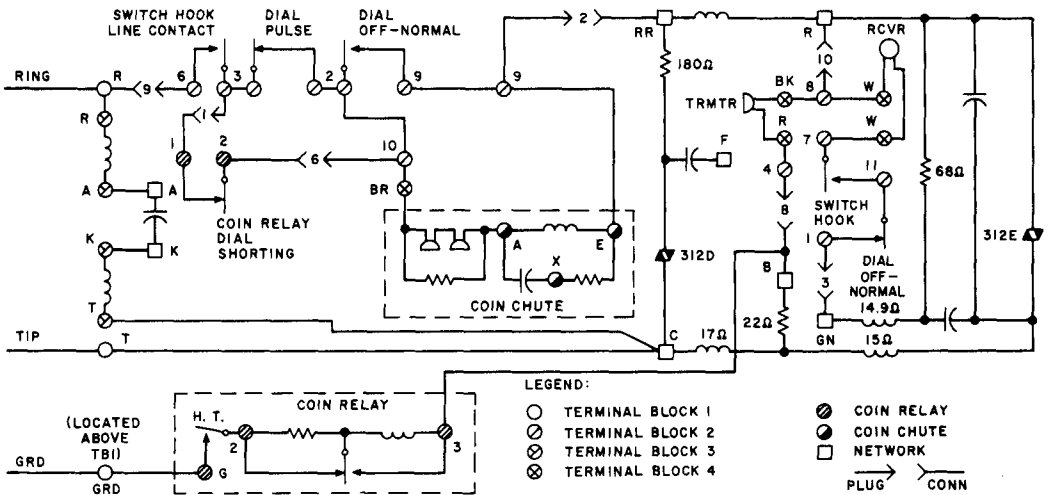 SWITCH HOOK
LINE CONTACT
DIAL
PULSE
DIAL
OFF-NORMAL
2
RR
R
RCVR
RING
R
9
6
3
2
9
9
180Ω
10
BK
8
W
TRMTR
R
1
1
2
6
10
F
R
7
W
4
11
68Ω
A
A
BR
8
SWITCH
HOOK
312E
COIN RELAY
DIAL
SHORTING
A
E
X
312D
K
K
1
B
3
DIAL
OFF-
NORMAL
COIN CHUTE
T
14.9Ω
TIP
T
C
17Ω
22Ω
GN
15Ω
COIN RELAY
LEGEND:
(LOCATED
ABOVE
TB1)
H. T.
2
3
TERMINAL BLOCK 1
COIN RELAY
TERMINAL BLOCK 2
COIN CHUTE
TERMINAL BLOCK 3
NETWORK
GRD
GRD
G
TERMINAL BLOCK 4
PLUG
CONN